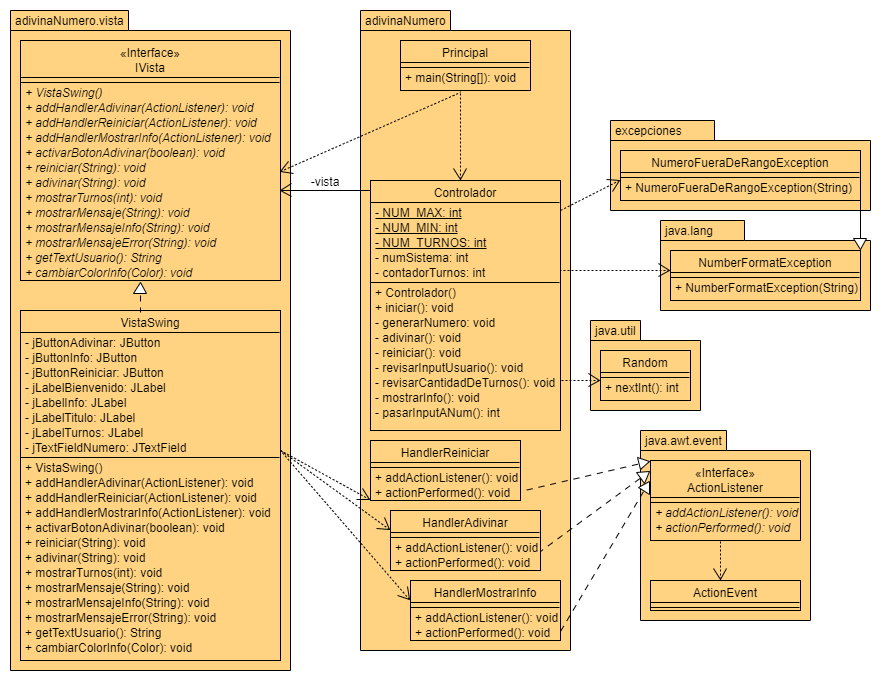 adivinaNumero.vista
«Interface»
IVista
+ VistaSwing()
+ addHandlerAdivinar(ActionListener): void
+ addHandlerReiniciar(ActionListener): void
+ addHandlerMostrarInfo(ActionListener): void
+ activarBotonAdivinar(boolean): void
+ reiniciar(String): void
+ adivinar(String): void
+ mostrarTurnos(int): void
+ mostrarMensaje(String): void
+ mostrarMensajeInfo(String): void
+ mostrarMensajeError(String): void
+ getTextUsuario(): String
+ cambiarColorInfo(Color): void
VistaSwing
- jButtonAdivinar: JButton
- jButtonInfo: JButton
- jButtonReiniciar: JButton
- jLabelBienvenido: JLabel
- jLabelInfo: JLabel
- jLabelTitulo: JLabel
- jLabelTurnos: JLabel
- jTextFieldNumero: JTextField
+ VistaSwing()
+ addHandlerAdivinar(ActionListener): void
+ addHandlerReiniciar(ActionListener): void
+ addHandlerMostrarInfo(ActionListener): void
+ activarBotonAdivinar(boolean): void
+ reiniciar(String): void
+ adivinar(String): void
+ mostrarTurnos(int): void
+ mostrarMensaje(String): void
+ mostrarMensajeInfo(String): void
+ mostrarMensajeError(String): void
+ getTextUsuario(): String
+ cambiarColorInfo(Color): void
-vista
adivinaNumero
Principal
+ main(String[]): void
Controlador
- NUM_MAX: int
- NUM_MIN: int
- NUM_TURNOS: int
- numSistema: int
- contadorTurnos: int
+ Controlador()
+ iniciar(): void
- generarNumero: void
- adivinar(): void
- reiniciar(): void
- revisarInputUsuario(): void
- revisarCantidadDeTurnos(): void
- mostrarInfo(): void
- pasarInputANum(): int
HandlerReiniciar
+ addActionListener(): void
+ actionPerformed(): void
HandlerAdivinar
+ addActionListener(): void
+ actionPerformed(): void
HandlerMostrarInfo
+ addActionListener(): void
+ actionPerformed(): void
excepciones
NumeroFueraDeRangoException
+ NumeroFueraDeRangoException(String)
java.lang
NumberFormatException
+ NumberFormatException(String)
java.util
Random
+ nextInt(): int
java.awt.event
«Interface»
ActionListener
+ addActionListener(): void
+ actionPerformed(): void
ActionEvent